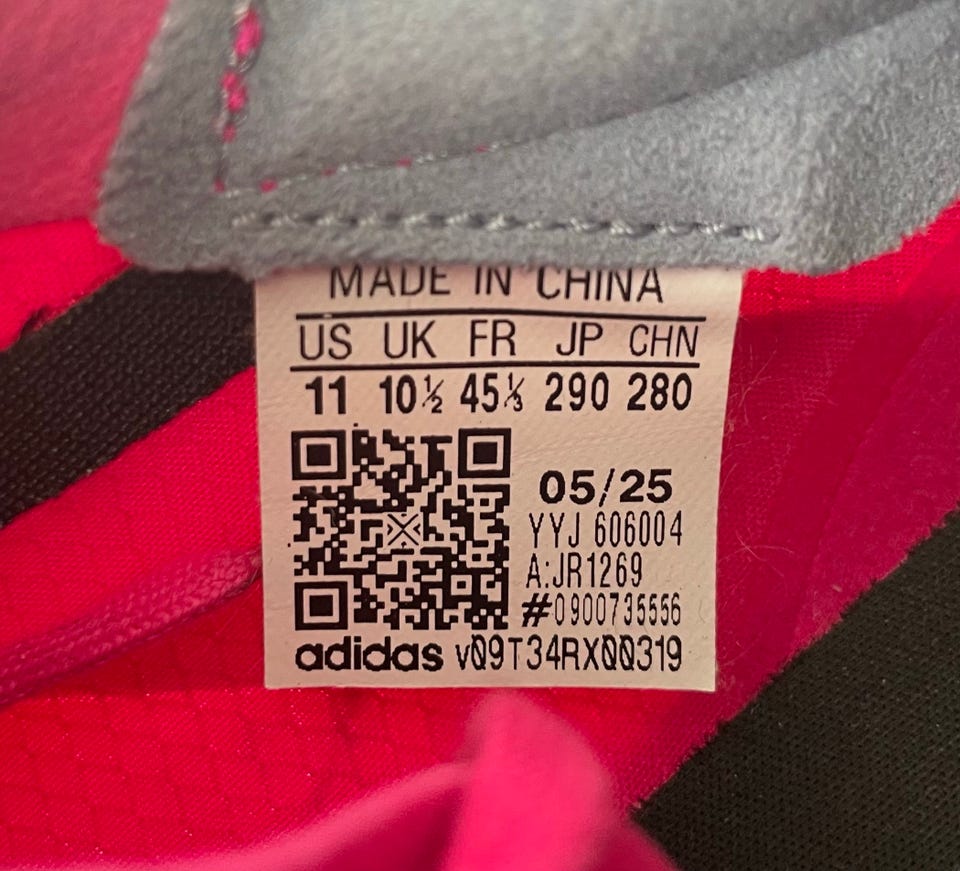 MADE IN CHINA
US UK FR JP CHN
11 10½ 45⅓ 290 280
05/25
YYJ 606004
A:JR1269
#0900735556
adidas v09T34RX00319